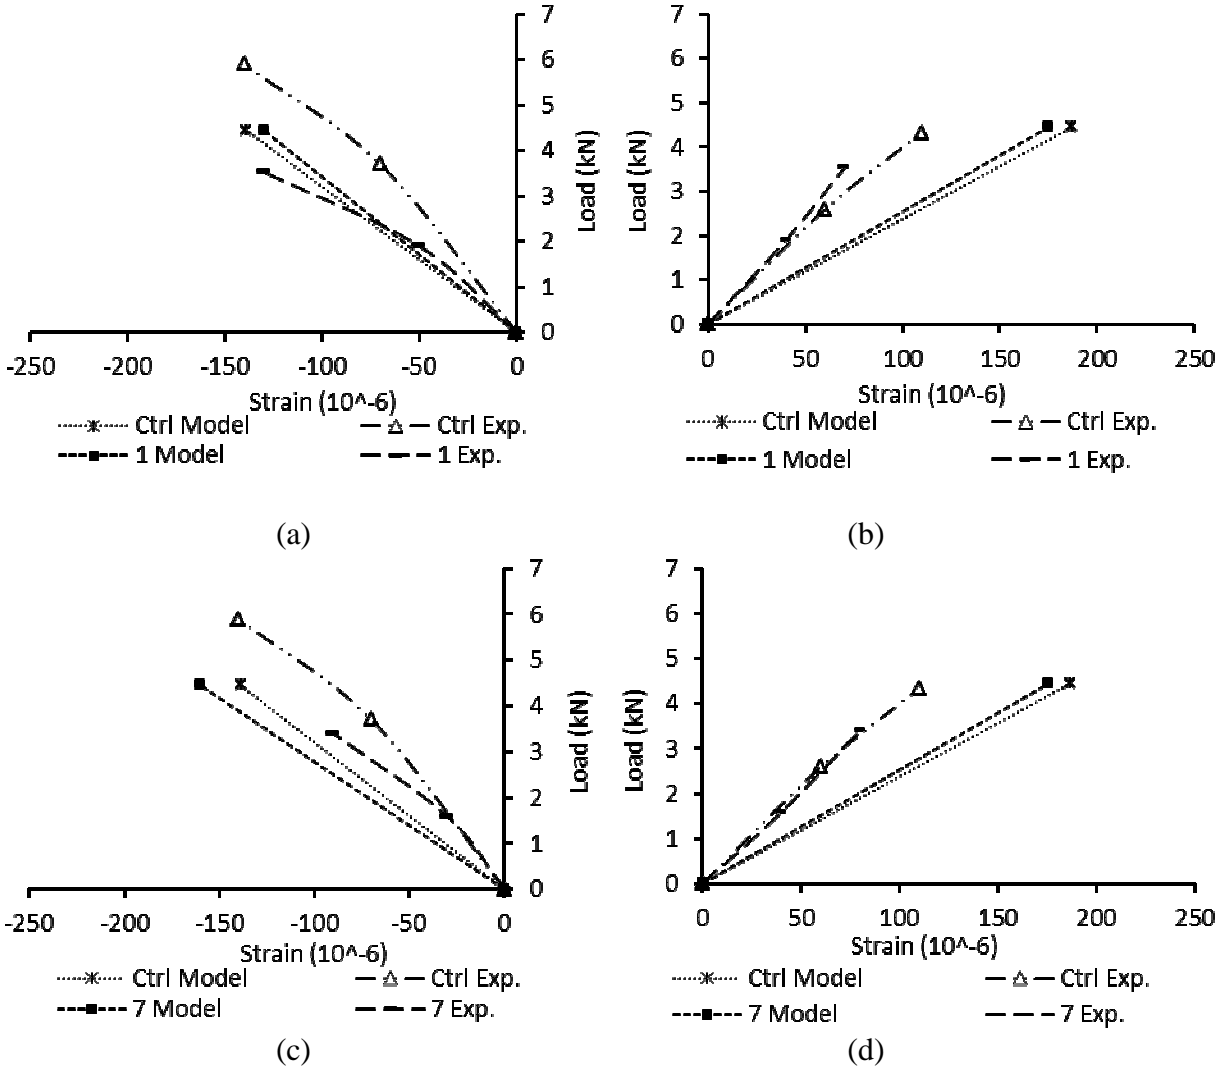 7
6
5
4
3
2
1
0
Load (kN)
-250 -200 -150 -100 -50 0
Strain (10^-6)
Ctrl Model Ctrl Exp.
1 Model 1 Exp.
(a)
7
6
5
4
3
2
1
0
Load (kN)
0 50 100 150 200 250
Strain (10^-6)
Ctrl Model Ctrl Exp.
1 Model 1 Exp.
(b)
7
6
5
4
3
2
1
0
Load (kN)
-250 -200 -150 -100 -50 0
Strain (10^-6)
Ctrl Model Ctrl Exp.
7 Model 7 Exp.
(c)
7
6
5
4
3
2
1
0
Load (kN)
0 50 100 150 200 250
Strain (10^-6)
Ctrl Model Ctrl Exp.
7 Model 7 Exp.
(d)